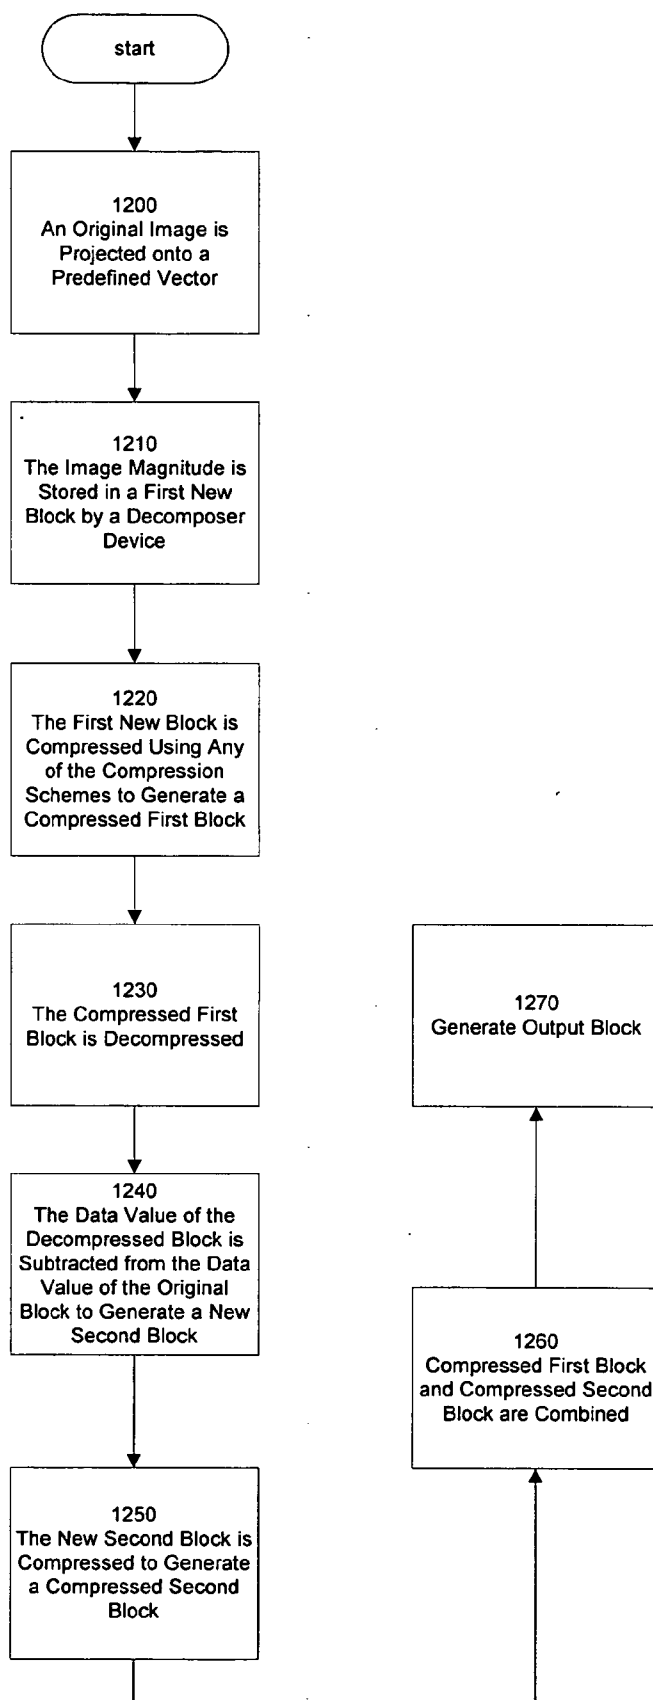 start
1200
An Original Image is
Projected onto a
Predefined Vector
1210
The Image Magnitude is
Stored in a First New
Block by a Decomposer
Device
1220
The First New Block is
Compressed Using Any
of the Compression
Schemes to Generate a
Compressed First Block
1230
The Compressed First
Block is Decompressed
1240
The Data Value of the
Decompressed Block is
Subtracted from the Data
Value of the Original
Block to Generate a New
Second Block
1250
The New Second Block is
Compressed to Generate
a Compressed Second
Block
1260
Compressed First Block
and Compressed Second
Block are Combined
1270
Generate Output Block